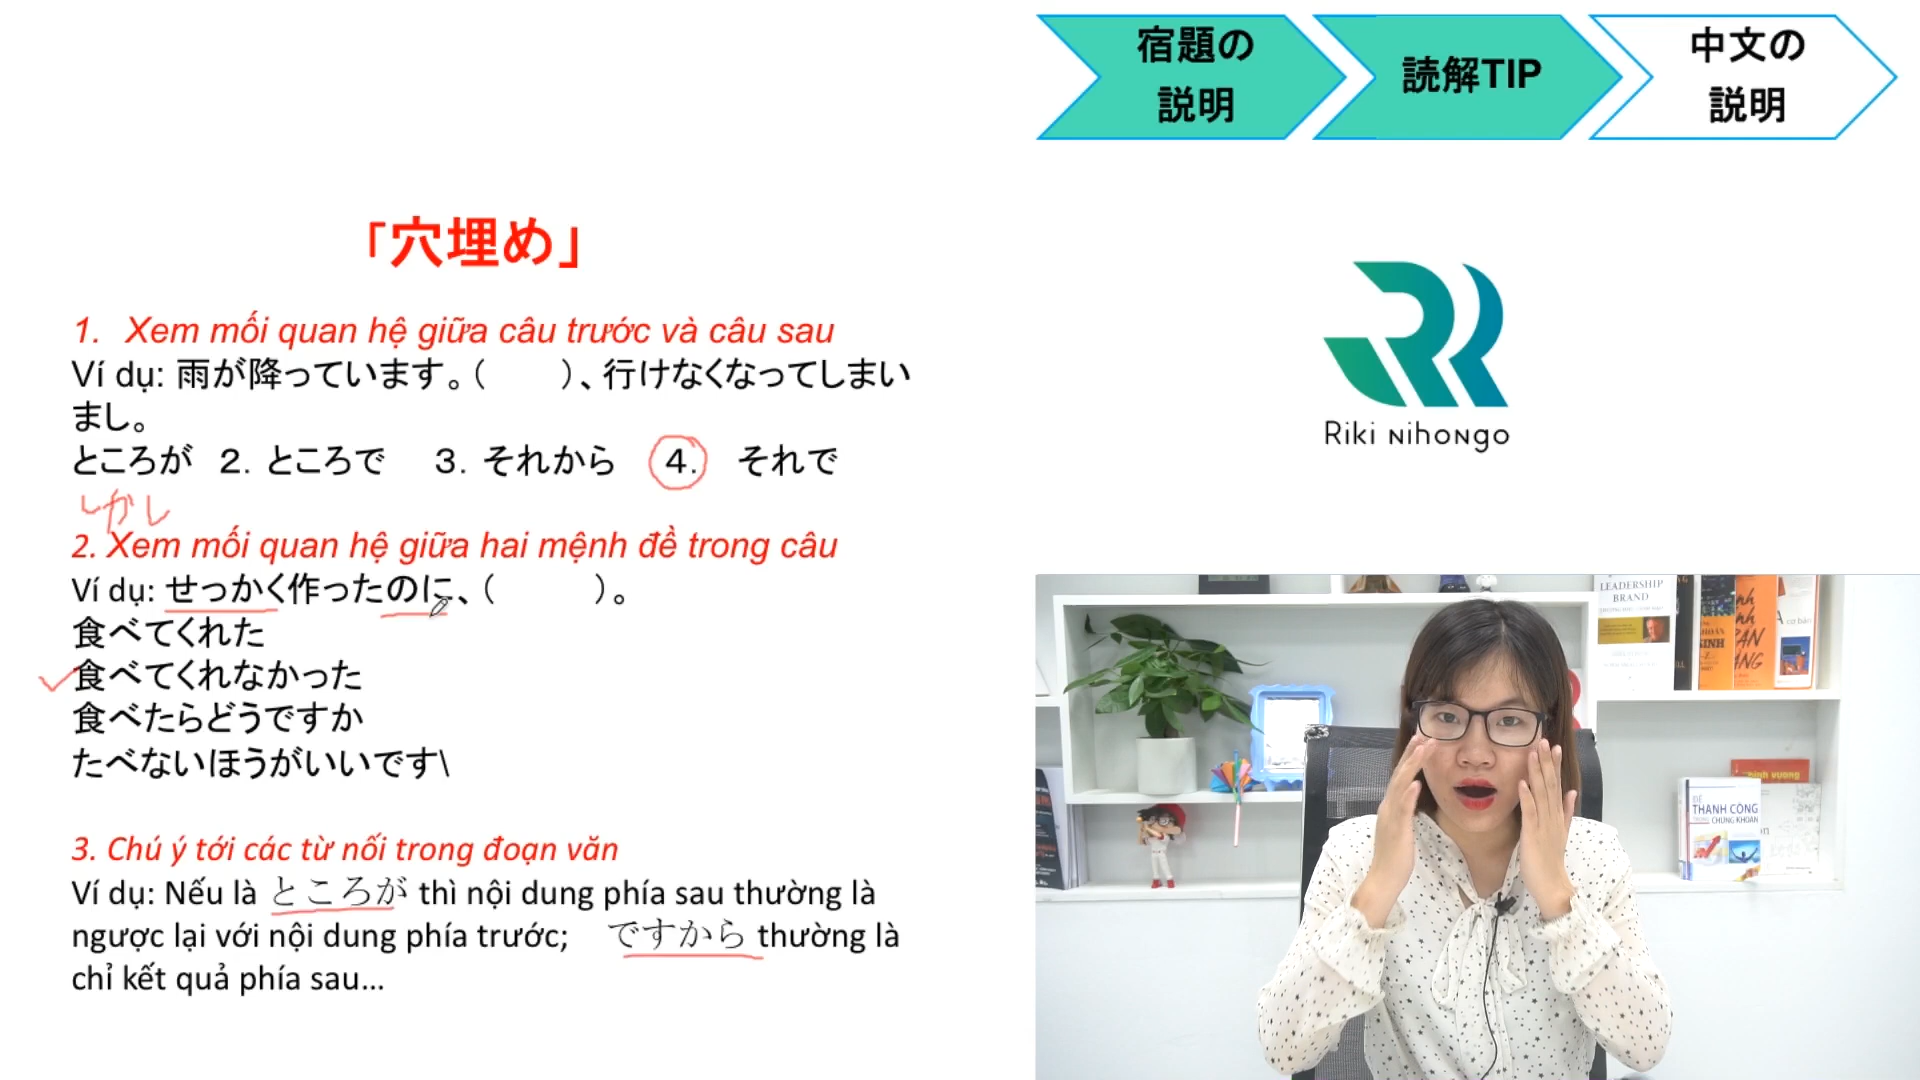 宿題の
説明
読解TIP
中文の
説明
「穴埋め」
1. Xem mối quan hệ giữa câu trước và câu sau
Ví dụ: 雨が降っています。（　　）、行けなくなってしまい
まし。
ところが 2. ところで 3. それから 4. それで
しかし
2. Xem mối quan hệ giữa hai mệnh đề trong câu
Ví dụ: せっかく作ったのに、（　　　）。
食べてくれた
食べてくれなかった
食べたらどうですか
たべないほうがいいです\
3. Chú ý tới các từ nối trong đoạn văn
Ví dụ: Nếu là ところが thì nội dung phía sau thường là
ngược lại với nội dung phía trước; ですから thường là
chỉ kết quả phía sau...
Riki Nihongo
LEADERSHIP
BRAND
THÀNH CÔNG
CHỨNG KHOÁN